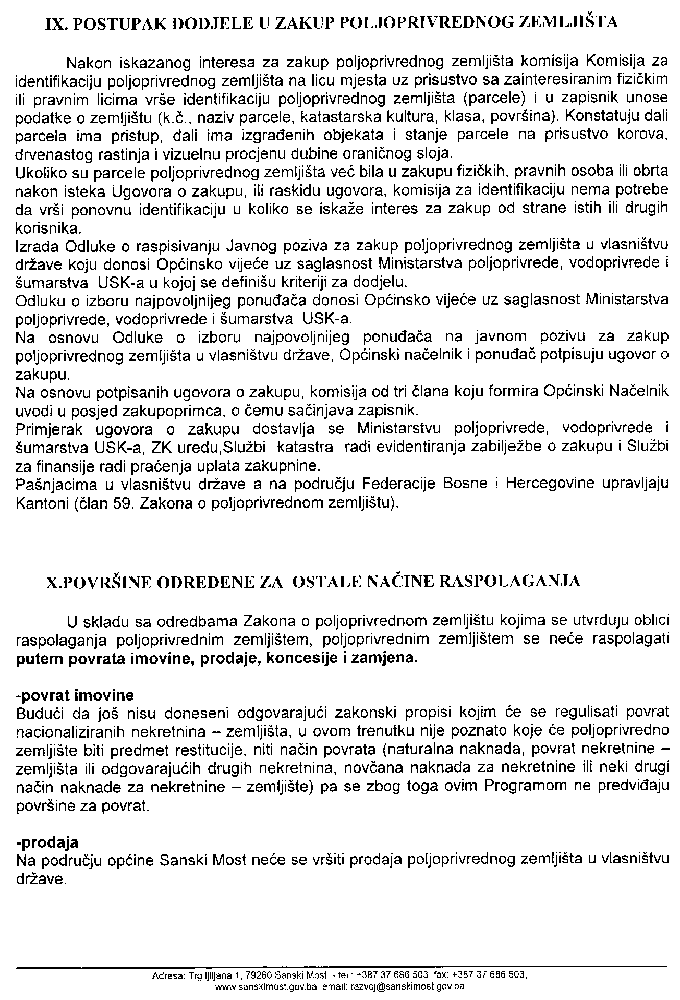 IX. POSTUPAK DODJELE U ZAKUP POLJOPRIVREDNOG ZEMLJIŠTA
Nakon iskazanog interesa za zakup poljoprivrednog zemljišta komisija Komisija za
identifikaciju poljoprivrednog zemljišta na licu mjesta uz prisustvo sa zainteresiranim fizičkim
ili pravnim licima vrše identifikaciju poljoprivrednog zemljišta (parcele) i u zapisnik unose
podatke o zemljištu (k.č., naziv parcele, katastarska kultura, klasa, površina). Konstatuju dali
parcela ima pristup, dali ima izgrađenih objekata i stanje parcele na prisustvo korova,
drvenastog rastinja i vizuelnu procjenu dubine oraničnog sloja.
Ukoliko su parcele poljoprivrednog zemljišta već bila u zakupu fizičkih, pravnih osoba ili obrta
nakon isteka Ugovora o zakupu, ili raskidu ugovora, komisija za identifikaciju nema potrebe
da vrši ponovnu identifikaciju u koliko se iskaže interes za zakup od strane istih ili drugih
korisnika.
Izrada Odluke o raspisivanju Javnog poziva za zakup poljoprivrednog zemljišta u vlasništvu
države koju donosi Općinsko vijeće uz saglasnost Ministarstva poljoprivrede, vodoprivrede i
šumarstva USK-a u kojoj se definišu kriteriji za dodjelu.
Odluku o izboru najpovoljnijeg ponuđača donosi Općinsko vijeće uz saglasnost Ministarstva
poljoprivrede, vodoprivrede i šumarstva USK-a.
Na osnovu Odluke o izboru najpovoljnijeg ponuđača na javnom pozivu za zakup
poljoprivrednog zemljišta u vlasništvu države, Općinski načelnik i ponuđač potpisuju ugovor o
zakupu.
Na osnovu potpisanih ugovora o zakupu, komisija od tri člana koju formira Općinski Načelnik
uvodi u posjed zakupoprimca, o čemu sačinjava zapisnik.
Primjerak ugovora o zakupu dostavlja se Ministarstvu poljoprivrede, vodoprivrede i
šumarstva USK-a, ZK uredu,Službi katastra radi evidentiranja zabilježbe o zakupu i Službi
za finansije radi praćenja uplata zakupnine.
Pašnjacima u vlasništvu države a na području Federacije Bosne i Hercegovine upravljaju
Kantoni (član 59. Zakona o poljoprivrednom zemljištu).
X.POVRŠINE ODREĐENE ZA OSTALE NAČINE RASPOLAGANJA
U skladu sa odredbama Zakona o poljoprivrednom zemljištu kojima se utvrduju oblici
raspolaganja poljoprivrednim zemljištem, poljoprivrednim zemljištem se neće raspolagati
putem povrata imovine, prodaje, koncesije i zamjena.
-povrat imovine
Budući da još nisu doneseni odgovarajući zakonski propisi kojim će se regulisati povrat
nacionaliziranih nekretnina – zemljišta, u ovom trenutku nije poznato koje će poljoprivredno
zemljište biti predmet restitucije, niti način povrata (naturalna naknada, povrat nekretnine –
zemljišta ili odgovarajućih drugih nekretnina, novčana naknada za nekretnine ili neki drugi
način naknade za nekretnine – zemljište) pa se zbog toga ovim Programom ne predviđaju
površine za povrat.
-prodaja
Na području općine Sanski Most neće se vršiti prodaja poljoprivrednog zemljišta u vlasništvu
države.
Adresa: Trg ljiljana 1, 79260 Sanski Most - tel.: +387 37 686 503, fax: +387 37 686 503,
www.sanskimost.gov.ba email: razvoj@sanskimost.gov.ba